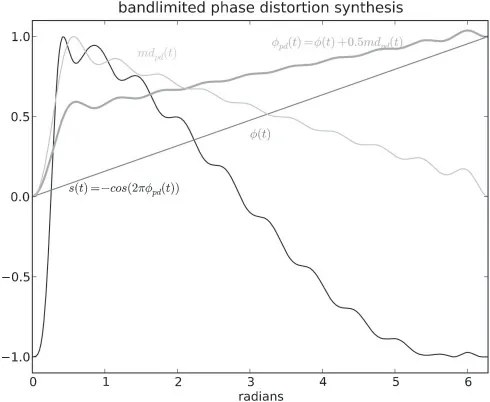 bandlimited phase distortion synthesis
1.0
0.5
0.0
−0.5
−1.0
md_pd(t)
ϕ_pd(t)=ϕ(t)+0.5md_pd(t)
ϕ(t)
s(t)=−cos(2πϕ_pd(t))
0 1 2 3 4 5 6
radians